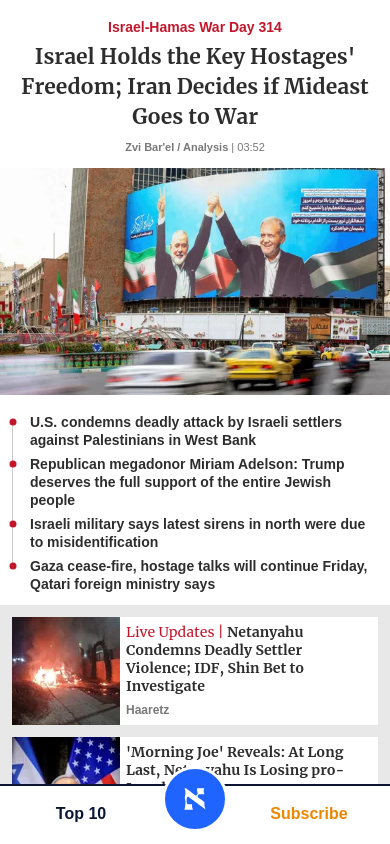 Israel-Hamas War Day 314
Israel Holds the Key Hostages'
Freedom; Iran Decides if Mideast
Goes to War
Zvi Bar'el / Analysis | 03:52
U.S. condemns deadly attack by Israeli settlers
against Palestinians in West Bank
Republican megadonor Miriam Adelson: Trump
deserves the full support of the entire Jewish
people
Israeli military says latest sirens in north were due
to misidentification
Gaza cease-fire, hostage talks will continue Friday,
Qatari foreign ministry says
Live Updates | Netanyahu
Condemns Deadly Settler
Violence; IDF, Shin Bet to
Investigate
Haaretz
'Morning Joe' Reveals: At Long
Last, Netanyahu Is Losing pro-
Top 10
Subscribe